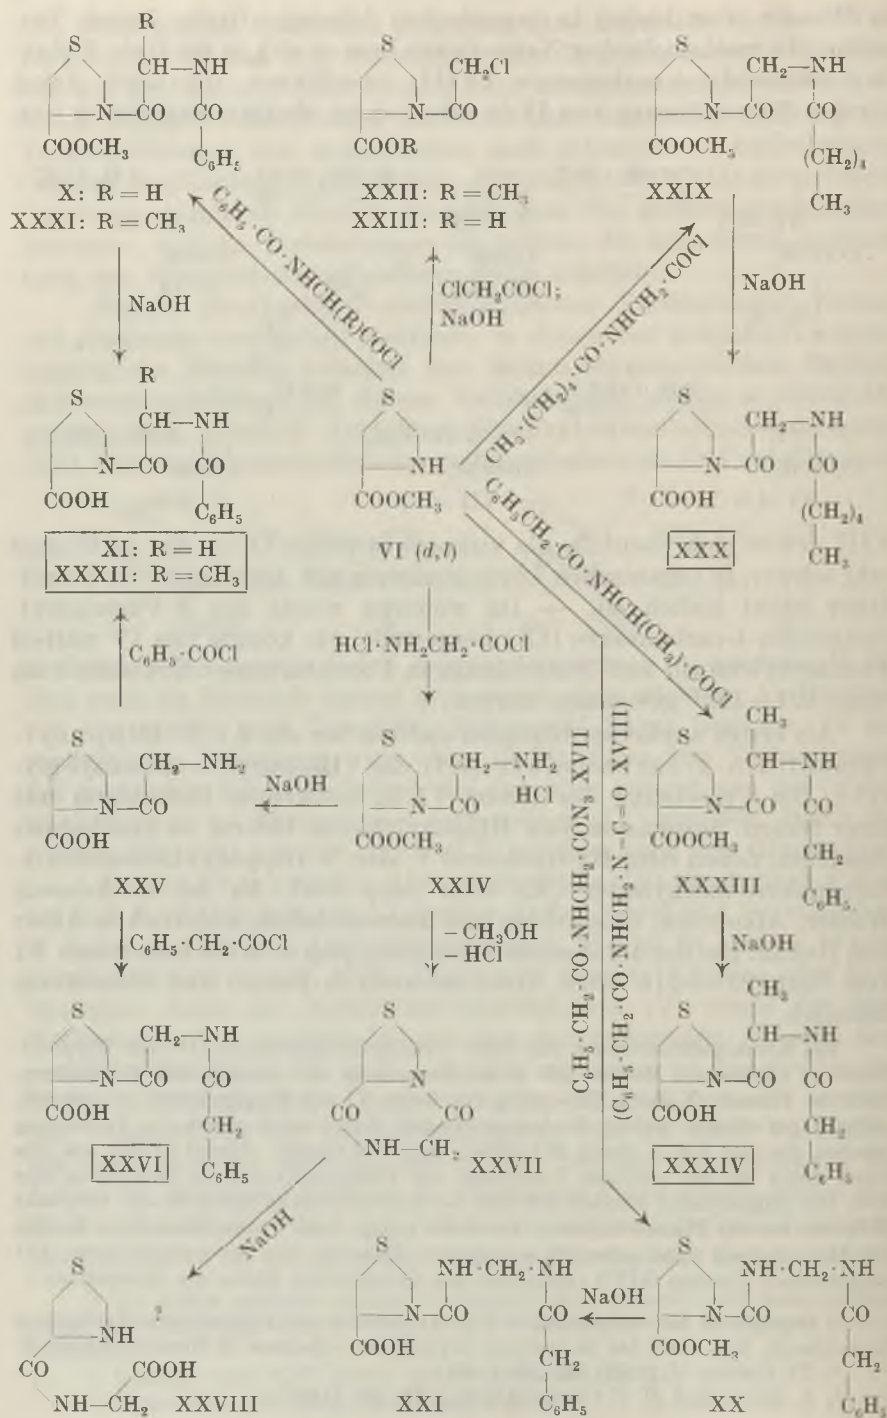 R
S CH—NH S CH₂Cl S CH₂—NH
—N—CO CO —N—CO —N—CO CO
COOCH₃ C₆H₅ COOR COOCH₃ (CH₂)₄
X: R = H XXII: R = CH₃ XXIX CH₃
XXXI: R = CH₃ XXIII: R = H
C₆H₅·CO·NHCH(R)COCl
NaOH ClCH₂COCl; NaOH
NaOH
CH₃·(CH₂)₄·CO·NHCH₂·COCl
R
S CH—NH S S CH₂—NH
—N—CO CO —NH —N—CO CO
COOH C₆H₅ COOCH₃ COOH (CH₂)₄
XI: R = H VI (d,l) XXX CH₃
XXXII: R = CH₃
C₆H₅CH₂·CO·NHCH(CH₃)·COCl
C₆H₅·COCl HCl·NH₂CH₂·COCl
C₆H₅·CH₂·CO·NHCH₂·CON₃ XVII
(C₆H₅·CH₂·CO·NHCH₂·N=C=O XVIII)
CH₃
S CH₂—NH₂ NaOH S CH₂—NH₂ S CH—NH
—N—CO —N—CO HCl —N—CO CO
COOH COOCH₃ COOCH₃ CH₂
XXV XXIV XXXIII C₆H₅
C₆H₅·CH₂·COCl —CH₃OH NaOH
—HCl
CH₃
S CH₂—NH S S CH—NH
—N—CO CO N —N—CO CO
COOH CH₂ CO CO COOH CH₂
XXVI C₆H₅ NH—CH₂ XXVII XXXIV C₆H₅
NaOH
S S NH·CH₂·NH S NH·CH₂·NH
—NH ? —N—CO CO NaOH —N—CO CO
CO COOH COOH CH₂ COOCH₃ CH₂
NH—CH₂ XXVIII XXI C₆H₅ XX C₆H₅